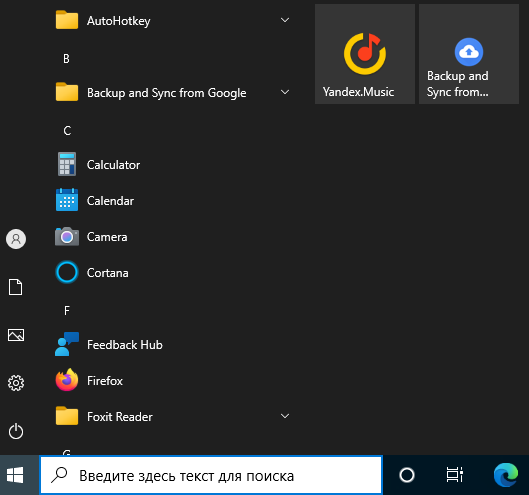 AutoHotkey
B
Backup and Sync from Google
C
Calculator
Calendar
Camera
Cortana
F
Feedback Hub
Firefox
Foxit Reader
G
Yandex.Music
Backup and
Sync from...
Введите здесь текст для поиска